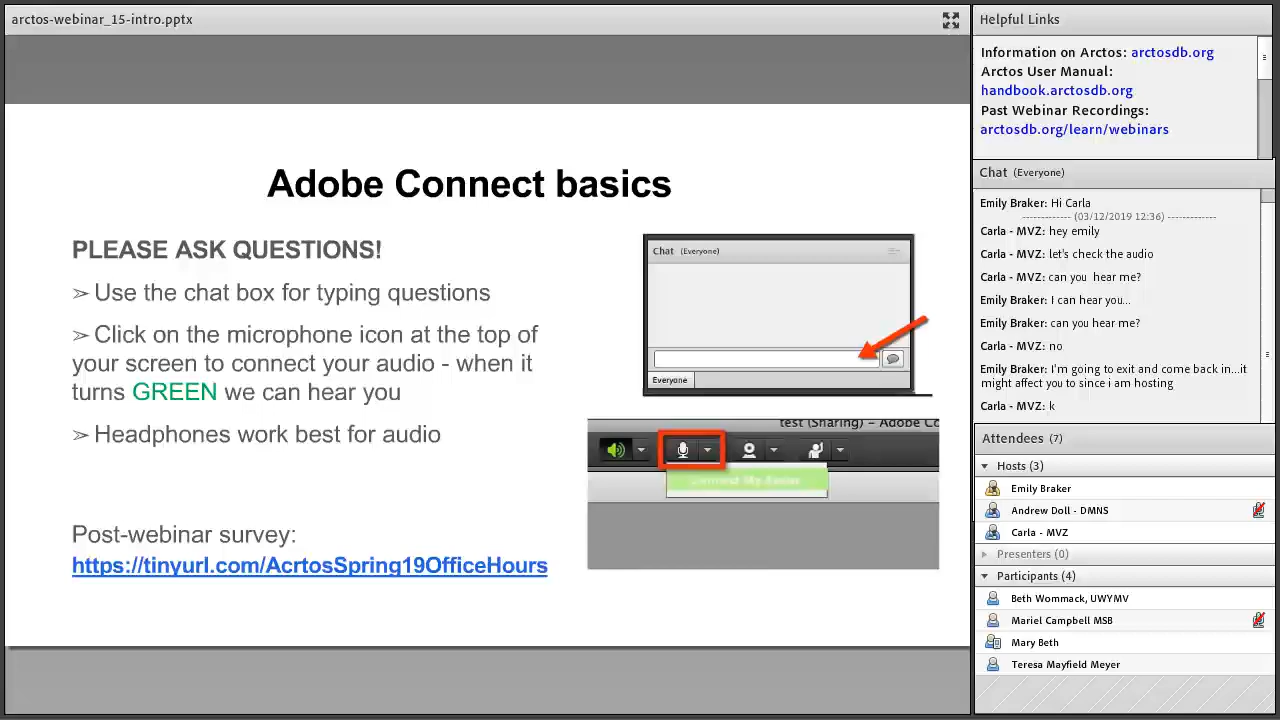 arctos-webinar_15-intro.pptx
Adobe Connect basics
PLEASE ASK QUESTIONS!
➢ Use the chat box for typing questions
➢ Click on the microphone icon at the top of
your screen to connect your audio - when it
turns GREEN we can hear you
➢ Headphones work best for audio
Post-webinar survey:
https://tinyurl.com/AcrtosSpring19OfficeHours
Chat (Everyone)
Everyone
test (Sharing) – Adobe Co
Helpful Links
Information on Arctos: arctosdb.org
Arctos User Manual:
handbook.arctosdb.org
Past Webinar Recordings:
arctosdb.org/learn/webinars
Chat (Everyone)
Emily Braker: Hi Carla
------------- (03/12/2019 12:36) -------------
Carla - MVZ: hey emily
Carla - MVZ: let's check the audio
Carla - MVZ: can you hear me?
Emily Braker: I can hear you...
Emily Braker: can you hear me?
Carla - MVZ: no
Emily Braker: I'm going to exit and come back in...it
might affect you to since i am hosting
Carla - MVZ: k
Attendees (7)
Hosts (3)
Emily Braker
Andrew Doll - DMNS
Carla - MVZ
Presenters (0)
Participants (4)
Beth Wommack, UWYMV
Mariel Campbell MSB
Mary Beth
Teresa Mayfield Meyer